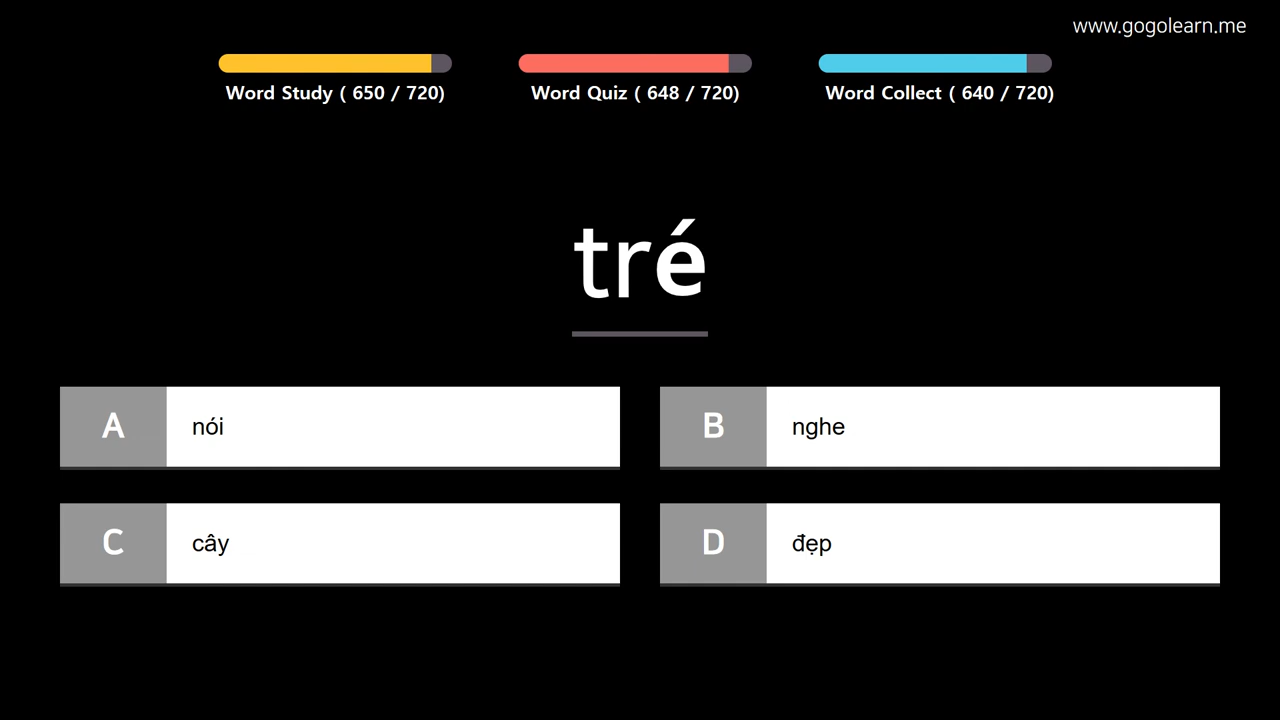 www.gogolearn.me
Word Study ( 650 / 720)
Word Quiz ( 648 / 720)
Word Collect ( 640 / 720)
tré
A nói
B nghe
C cây
D đẹp